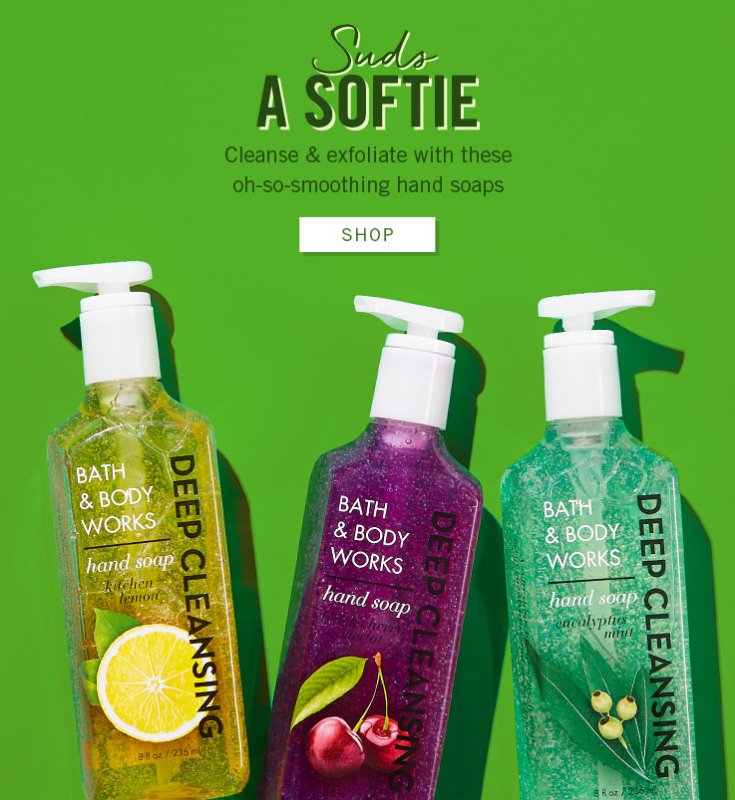 Suds
A SOFTIE
Cleanse & exfoliate with these
oh-so-smoothing hand soaps
SHOP
BATH
& BODY
WORKS
hand soap
kitchen
lemon
DEEP CLEANSING
8 fl oz / 236 mL
BATH
& BODY
WORKS
hand soap
DEEP CLEANSING
BATH
& BODY
WORKS
hand soap
eucalyptus
mint
DEEP CLEANSING
8 fl oz / 236 mL